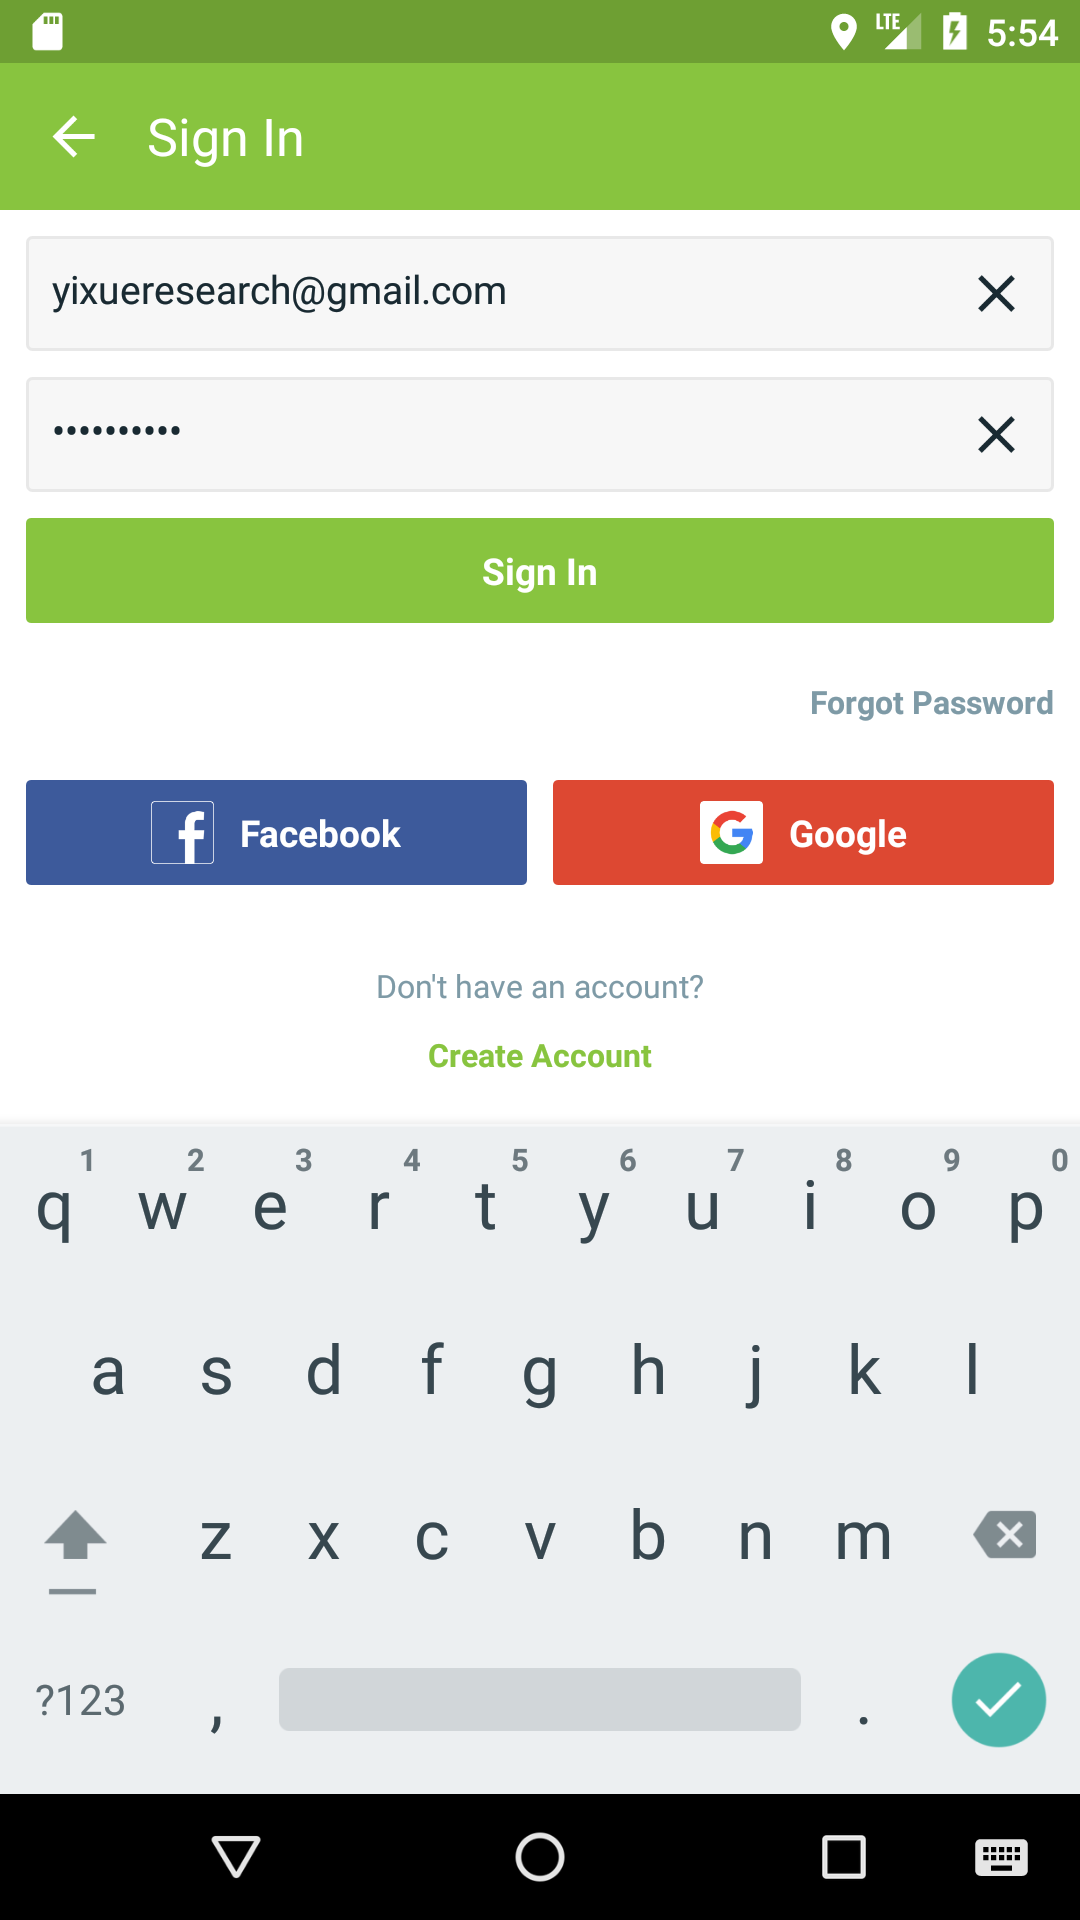 LTE 5:54
Sign In
yixueresearch@gmail.com
••••••••••
Sign In
Forgot Password
Facebook
Google
Don't have an account?
Create Account
1 2 3 4 5 6 7 8 9 0
q w e r t y u i o p
a s d f g h j k l
z x c v b n m
?123 , .